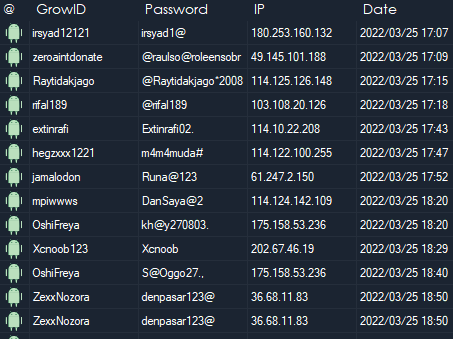 @ GrowID Password IP Date
irsyad12121 irsyad1@ 180.253.160.132 2022/03/25 17:07
zeroaintdonate @raulso@roleensobr 49.145.101.188 2022/03/25 17:09
Raytidakjago @Raytidakjago*2008 114.125.126.148 2022/03/25 17:15
rifal189 @rifal189 103.108.20.126 2022/03/25 17:18
extinrafi Extinrafi02. 114.10.22.208 2022/03/25 17:43
hegzxxx1221 m4m4muda# 114.122.100.255 2022/03/25 17:47
jamalodon Runa@123 61.247.2.150 2022/03/25 17:52
mpiwwws DanSaya@2 114.124.142.109 2022/03/25 18:20
OshiFreya kh@y270803. 175.158.53.236 2022/03/25 18:20
Xcnoob123 Xcnoob 202.67.46.19 2022/03/25 18:29
OshiFreya S@Oggo27., 175.158.53.236 2022/03/25 18:40
ZexxNozora denpasar123@ 36.68.11.83 2022/03/25 18:50
ZexxNozora denpasar123@ 36.68.11.83 2022/03/25 18:50